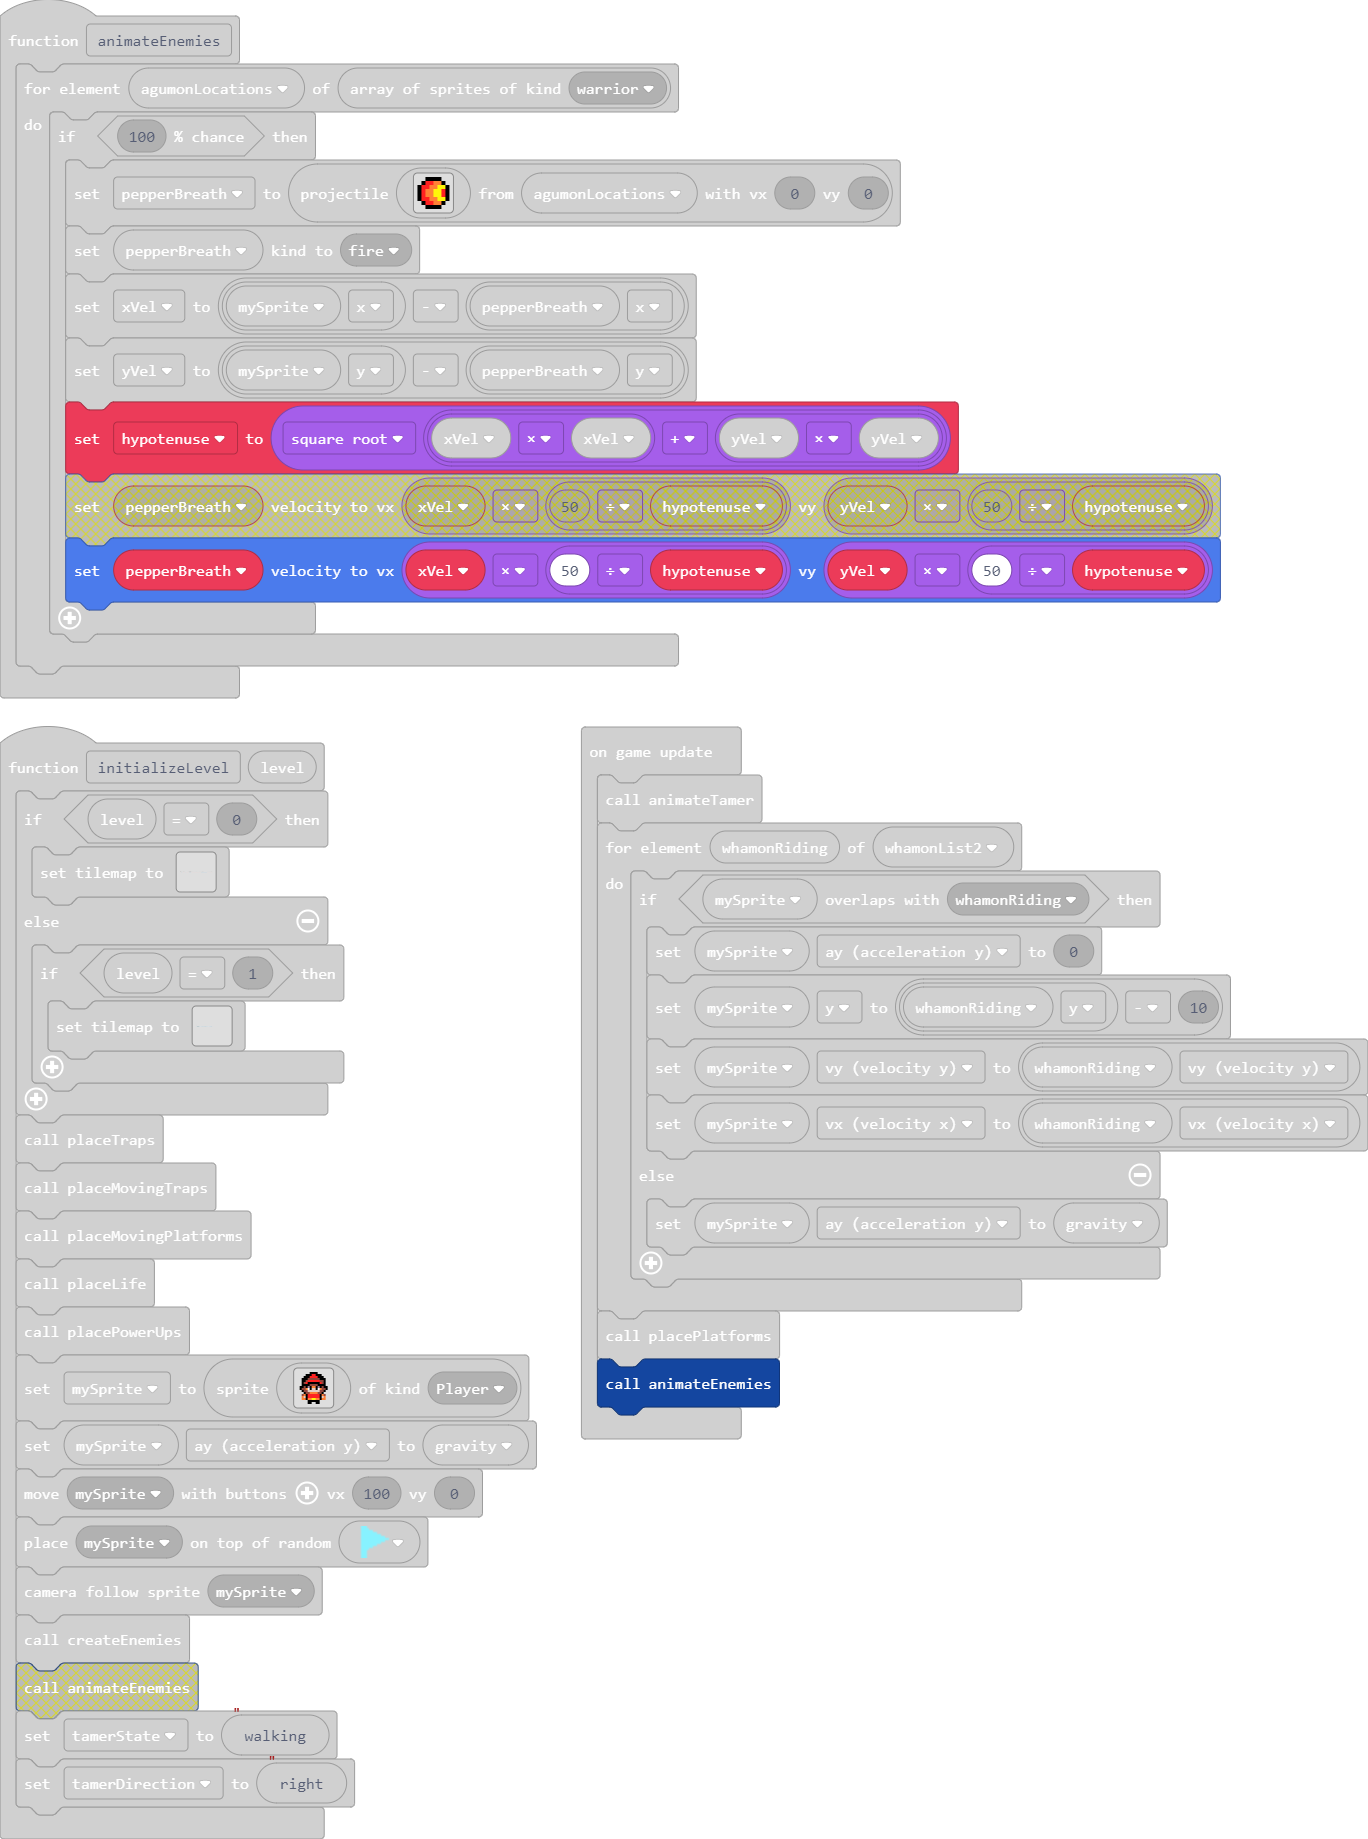 function animateEnemies
for element agumonLocations of array of sprites of kind warrior
do
if 100 % chance then
set pepperBreath to projectile from agumonLocations with vx 0 vy 0
set pepperBreath kind to fire
set xVel to mySprite x - pepperBreath x
set yVel to mySprite y - pepperBreath y
set hypotenuse to square root xVel × xVel + yVel × yVel
set pepperBreath velocity to vx xVel × 50 ÷ hypotenuse vy yVel × 50 ÷ hypotenuse
set pepperBreath velocity to vx xVel × 50 ÷ hypotenuse vy yVel × 50 ÷ hypotenuse
function initializeLevel level
if level = 0 then
set tilemap to
else
if level = 1 then
set tilemap to
call placeTraps
call placeMovingTraps
call placeMovingPlatforms
call placeLife
call placePowerUps
set mySprite to sprite of kind Player
set mySprite ay (acceleration y) to gravity
move mySprite with buttons vx 100 vy 0
place mySprite on top of random
camera follow sprite mySprite
call createEnemies
call animateEnemies
set tamerState to "walking"
set tamerDirection to "right"
on game update
call animateTamer
for element whamonRiding of whamonList2
do
if mySprite overlaps with whamonRiding then
set mySprite ay (acceleration y) to 0
set mySprite y to whamonRiding y - 10
set mySprite vy (velocity y) to whamonRiding vy (velocity y)
set mySprite vx (velocity x) to whamonRiding vx (velocity x)
else
set mySprite ay (acceleration y) to gravity
call placePlatforms
call animateEnemies